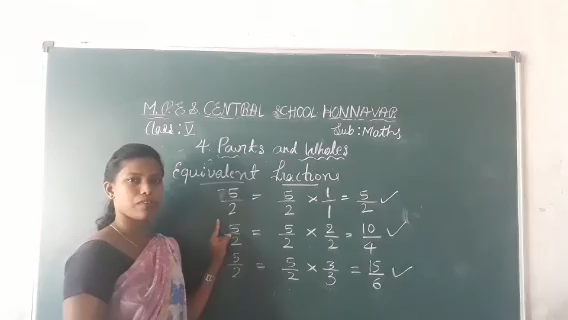 M.P.E.S. CENTRAL SCHOOL HONNAVAR
Class : V Sub : Maths
4. Parts and Wholes
Equivalent fractions
5/2 = 5/2 × 1/1 = 5/2 ✓
5/2 = 5/2 × 2/2 = 10/4 ✓
5/2 = 5/2 × 3/3 = 15/6 ✓